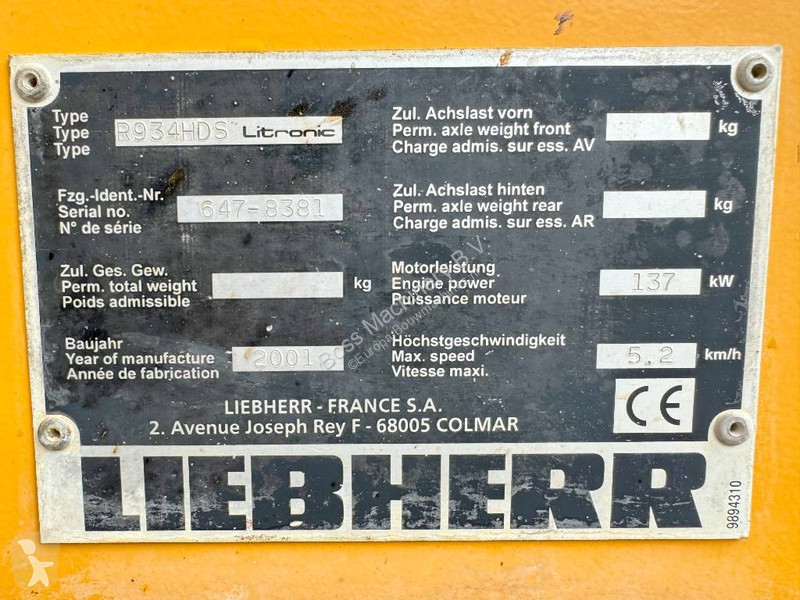 Type
Type
Type
R934HDS Litronic
Fzg.-Ident.-Nr.
Serial no.
N° de série
647-8381
Zul. Ges. Gew.
Perm. total weight
Poids admissible
kg
Baujahr
Year of manufacture
Année de fabrication
2001
Zul. Achslast vorn
Perm. axle weight front
Charge admis. sur ess. AV
kg
Zul. Achslast hinten
Perm. axle weight rear
Charge admis. sur ess. AR
kg
Motorleistung
Engine power
Puissance moteur
137 kW
Höchstgeschwindigkeit
Max. speed
Vitesse maxi.
5.2 km/h
CE
LIEBHERR - FRANCE S.A.
2. Avenue Joseph Rey F - 68005 COLMAR
LIEBHERR
9894310
Boss Machinery B.V.